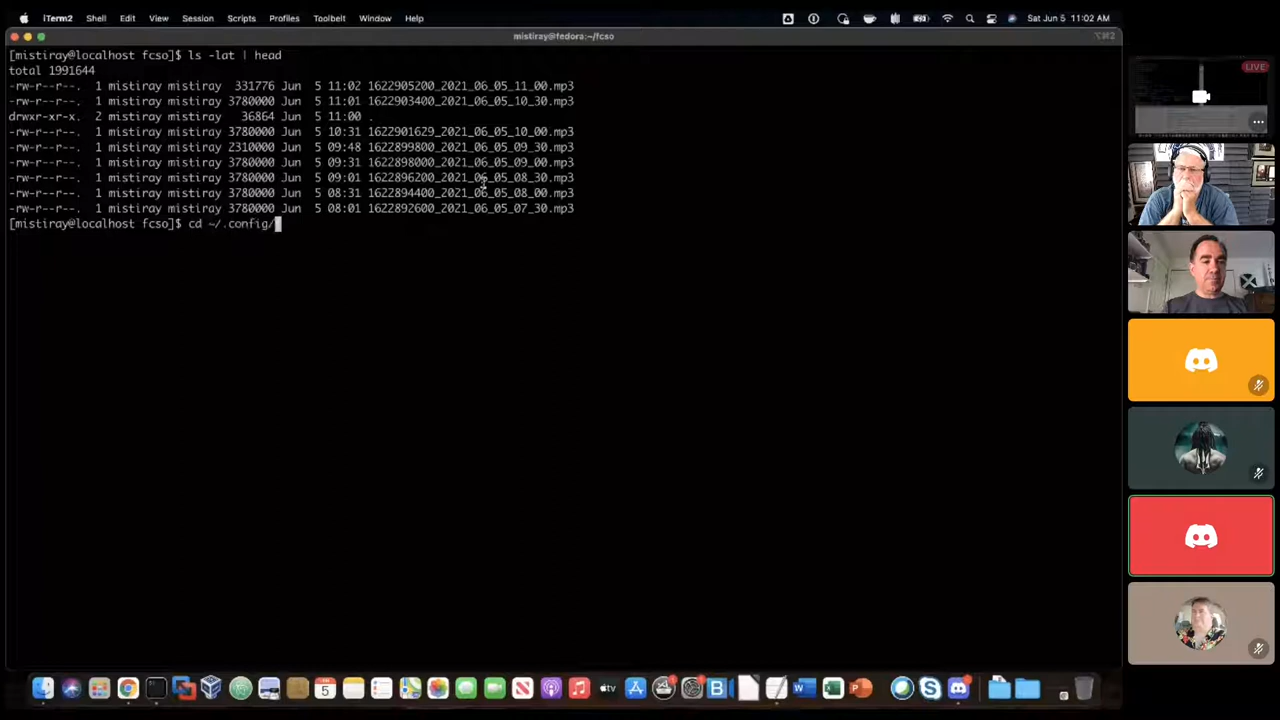 iTerm2 Shell Edit View Session Scripts Profiles Toolbelt Window Help Sat Jun 5 11:02 AM
mistiray@fedora:~/fcso ⌥⌘2
[mistiray@localhost fcso]$ ls -lat | head
total 1991644
-rw-r--r--. 1 mistiray mistiray 331776 Jun 5 11:02 1622905200_2021_06_05_11_00.mp3
-rw-r--r--. 1 mistiray mistiray 3780000 Jun 5 11:01 1622903400_2021_06_05_10_30.mp3
drwxr-xr-x. 2 mistiray mistiray 36864 Jun 5 11:00 .
-rw-r--r--. 1 mistiray mistiray 3780000 Jun 5 10:31 1622901629_2021_06_05_10_00.mp3
-rw-r--r--. 1 mistiray mistiray 2310000 Jun 5 09:48 1622899800_2021_06_05_09_30.mp3
-rw-r--r--. 1 mistiray mistiray 3780000 Jun 5 09:31 1622898000_2021_06_05_09_00.mp3
-rw-r--r--. 1 mistiray mistiray 3780000 Jun 5 09:01 1622896200_2021_06_05_08_30.mp3
-rw-r--r--. 1 mistiray mistiray 3780000 Jun 5 08:31 1622894400_2021_06_05_08_00.mp3
-rw-r--r--. 1 mistiray mistiray 3780000 Jun 5 08:01 1622892600_2021_06_05_07_30.mp3
[mistiray@localhost fcso]$ cd ~/.config/
LIVE
5
tv